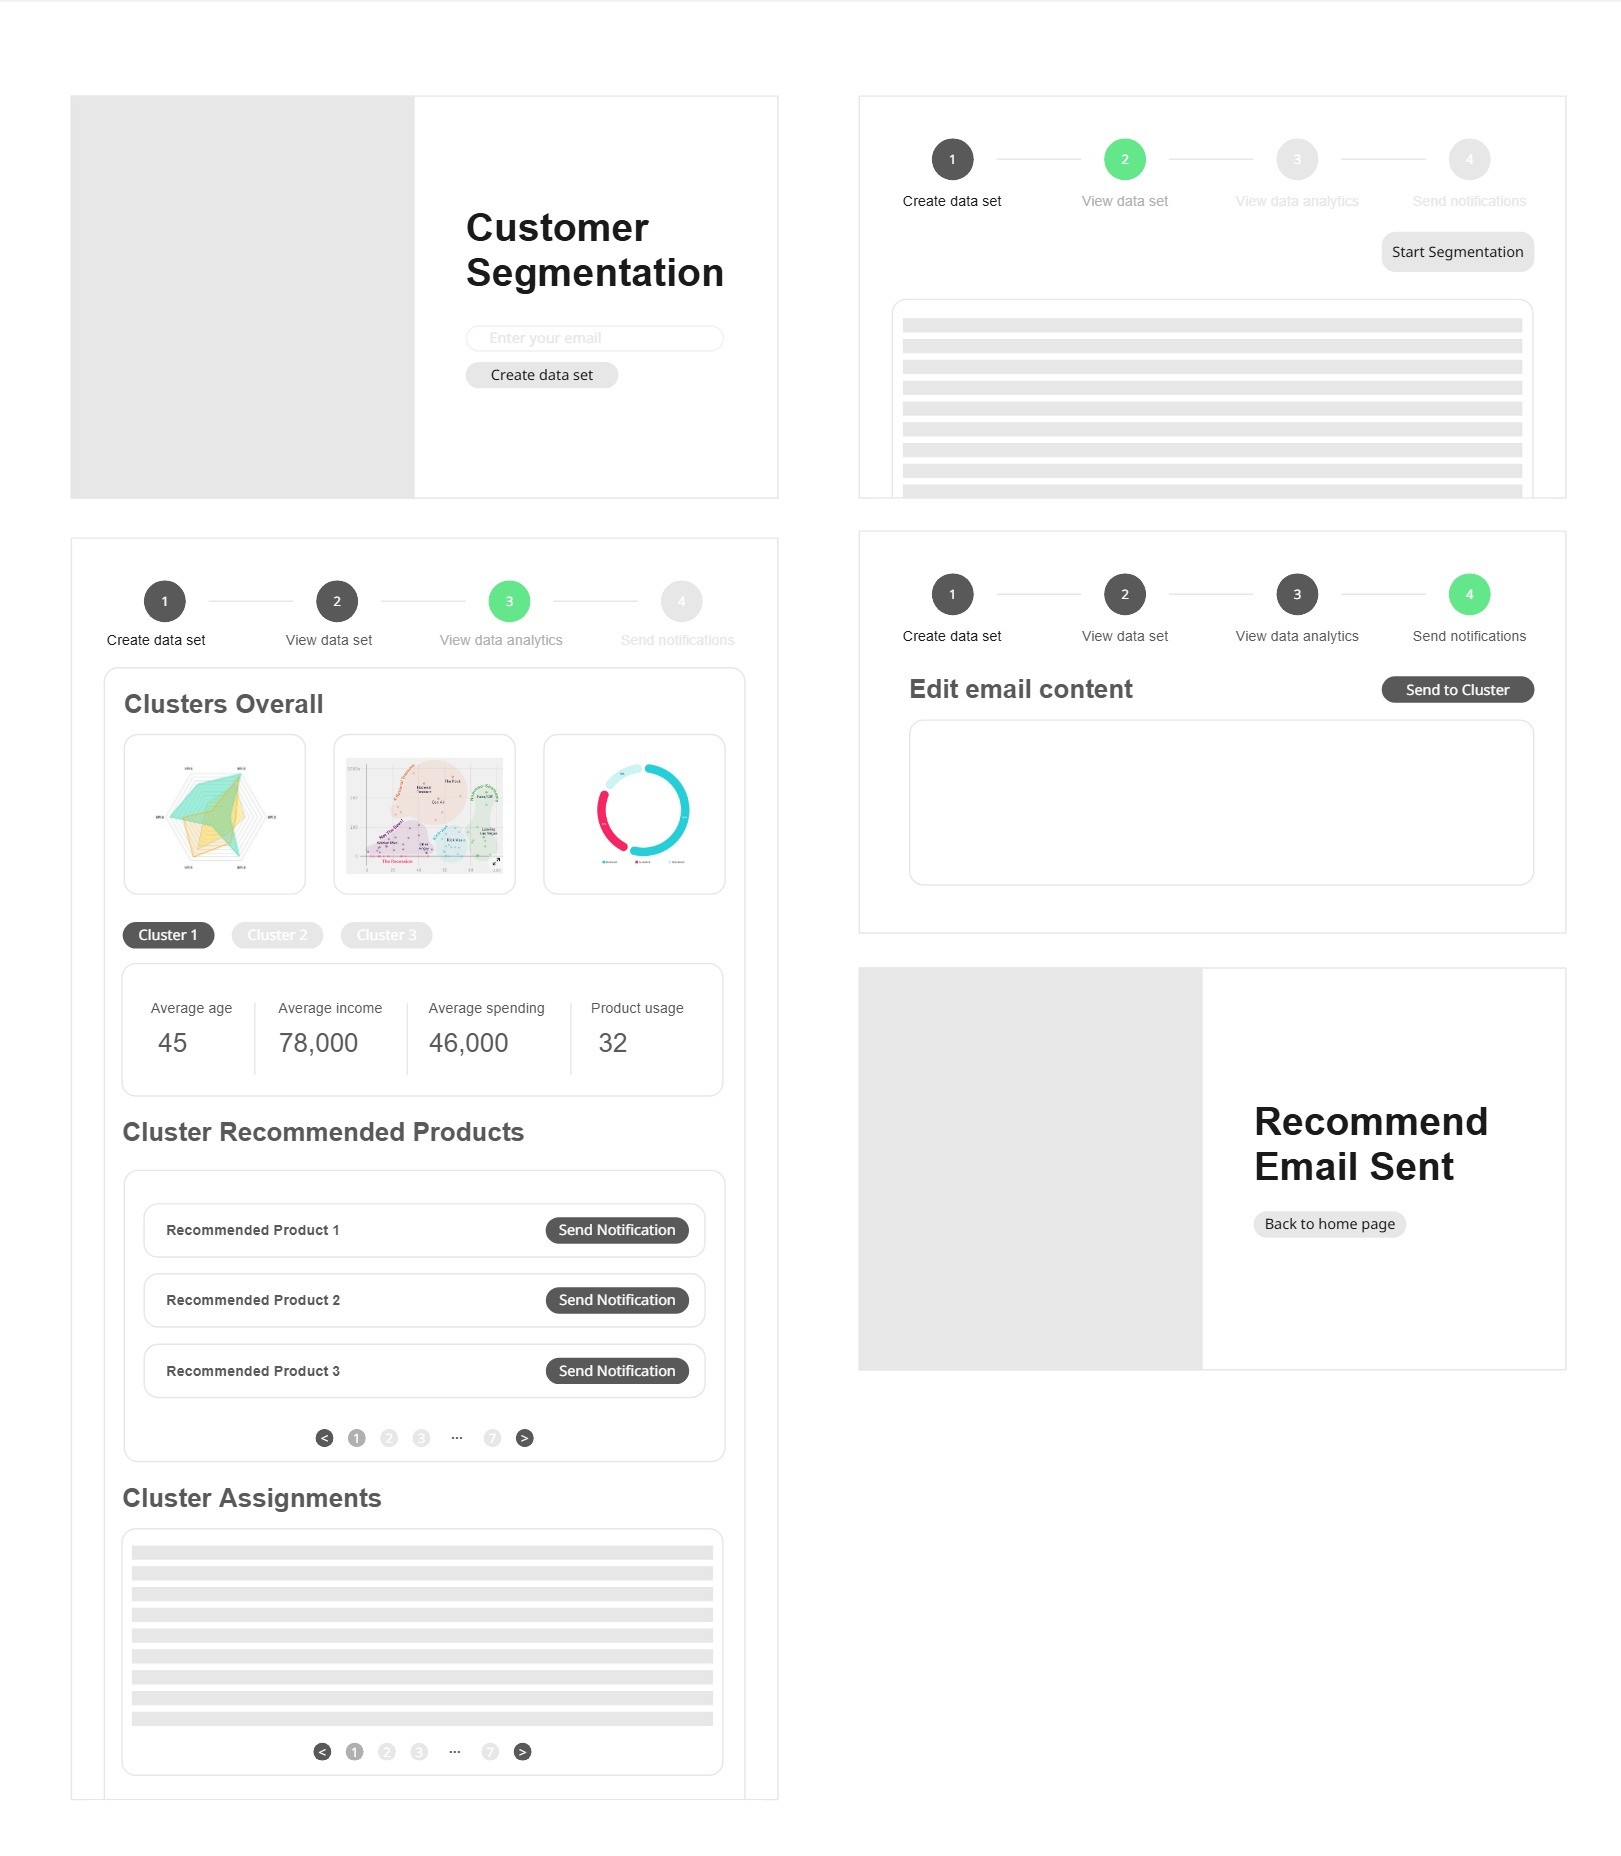 Customer
Segmentation
Enter your email
Create data set
1
2
3
4
Create data set
View data set
View data analytics
Send notifications
Start Segmentation
1
2
3
4
Create data set
View data set
View data analytics
Send notifications
Clusters Overall
The Recession
Cluster 1
Cluster 2
Cluster 3
Average age
Average income
Average spending
Product usage
45
78,000
46,000
32
Cluster Recommended Products
Recommended Product 1
Send Notification
Recommended Product 2
Send Notification
Recommended Product 3
Send Notification
< 1 2 3 ... 7 >
Cluster Assignments
< 1 2 3 ... 7 >
1
2
3
4
Create data set
View data set
View data analytics
Send notifications
Edit email content
Send to Cluster
Recommend
Email Sent
Back to home page